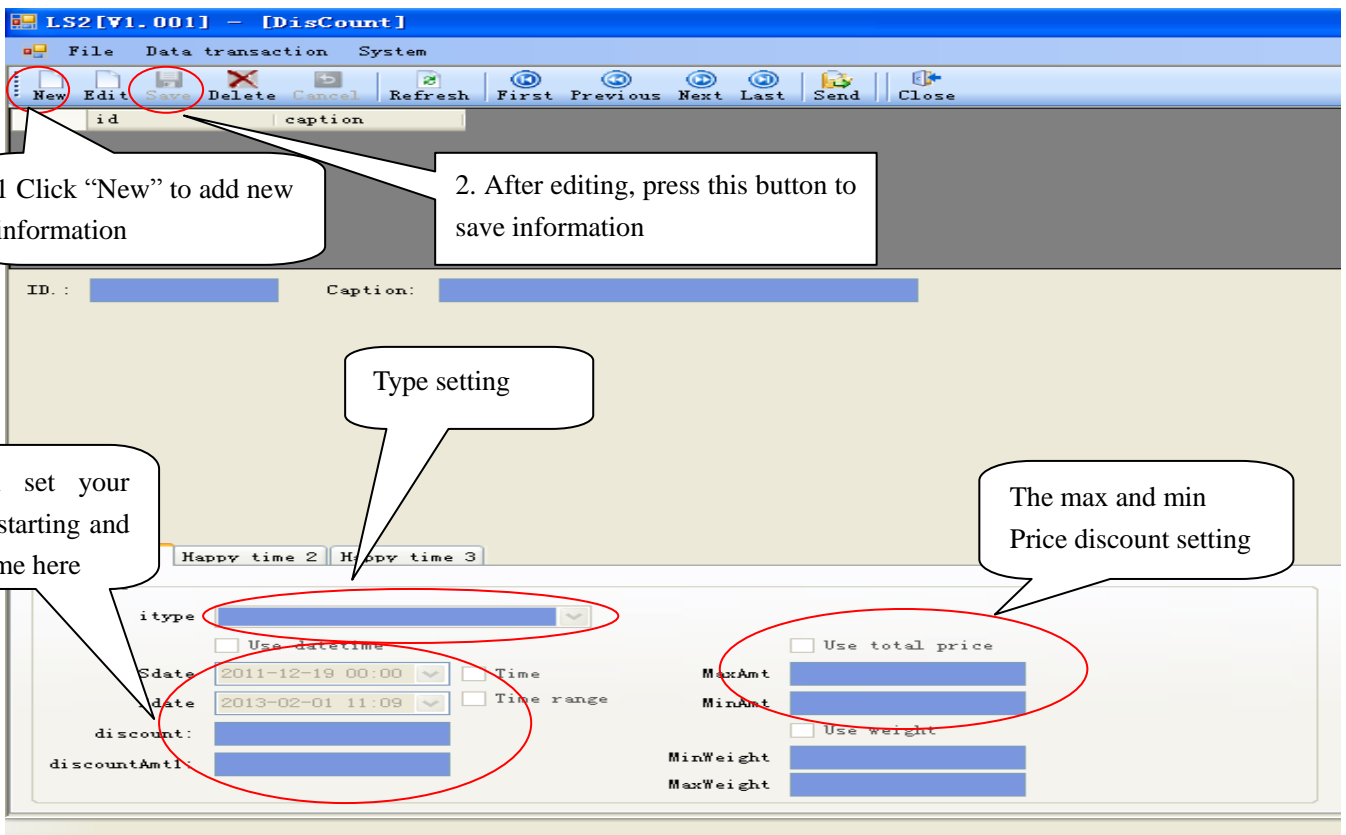 LS2[V1.001] - [DisCount]
File Data transaction System
New Edit Save Delete Cancel Refresh First Previous Next Last Send Close
id caption
1 Click “New” to add new
information
2. After editing, press this button to
save information
ID.: Caption:
Type setting
set your
starting and
me here
The max and min
Price discount setting
Happy time 2 Happy time 3
itype
Use datetime Use total price
Sdate 2011-12-19 00:00 Time MaxAmt
date 2013-02-01 11:09 Time range MinAmt
discount: Use weight
discountAmt1: MinWeight
MaxWeight